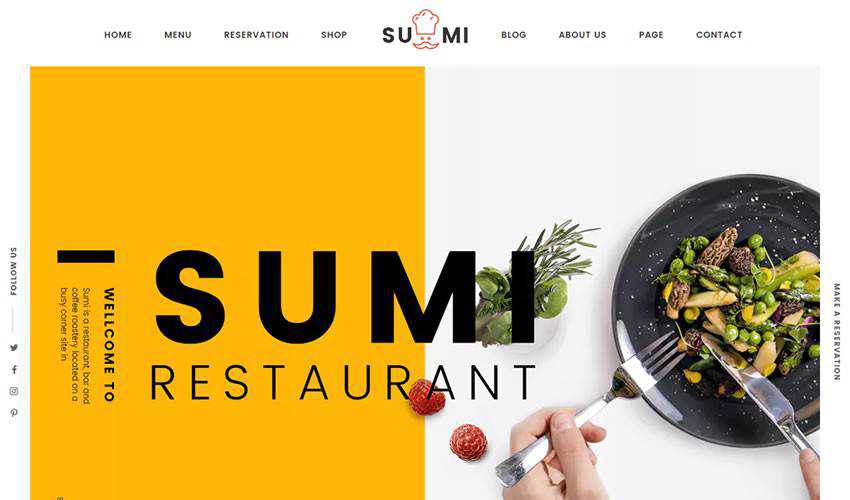 HOME MENU RESERVATION SHOP SUMI BLOG ABOUT US PAGE CONTACT
FOLLOW US
WELLCOME TO
Sumi is a restaurant, bar and
coffee roastery located on a
busy corner site in
SUMI
RESTAURANT
MAKE A RESERVATION